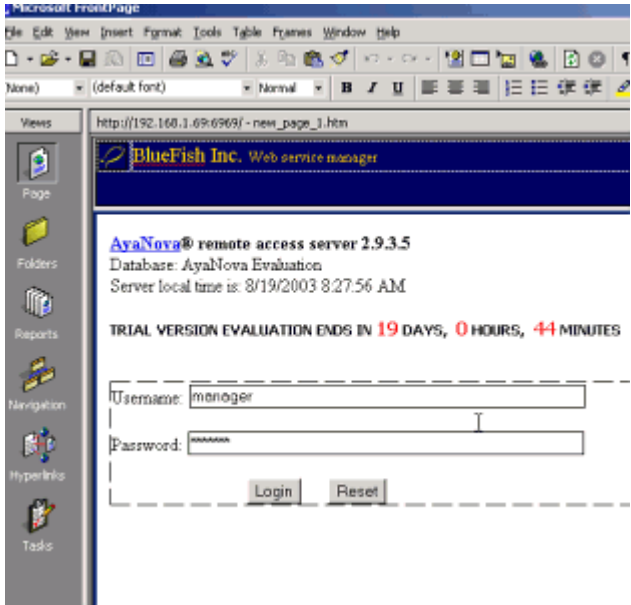 Microsoft FrontPage
File Edit View Insert Format Tools Table Frames Window Help
(None) (default font) Normal B I U
Views
http://192.168.1.69:6969/ - new_page_1.htm
BlueFish Inc. Web service manager
Page
Folders
Reports
Navigation
Hyperlinks
Tasks
AyaNova® remote access server 2.9.3.5
Database: AyaNova Evaluation
Server local time is: 8/19/2003 8:27:56 AM
TRIAL VERSION EVALUATION ENDS IN 19 DAYS, 0 HOURS, 44 MINUTES
Username: manager
Password: *******
Login Reset